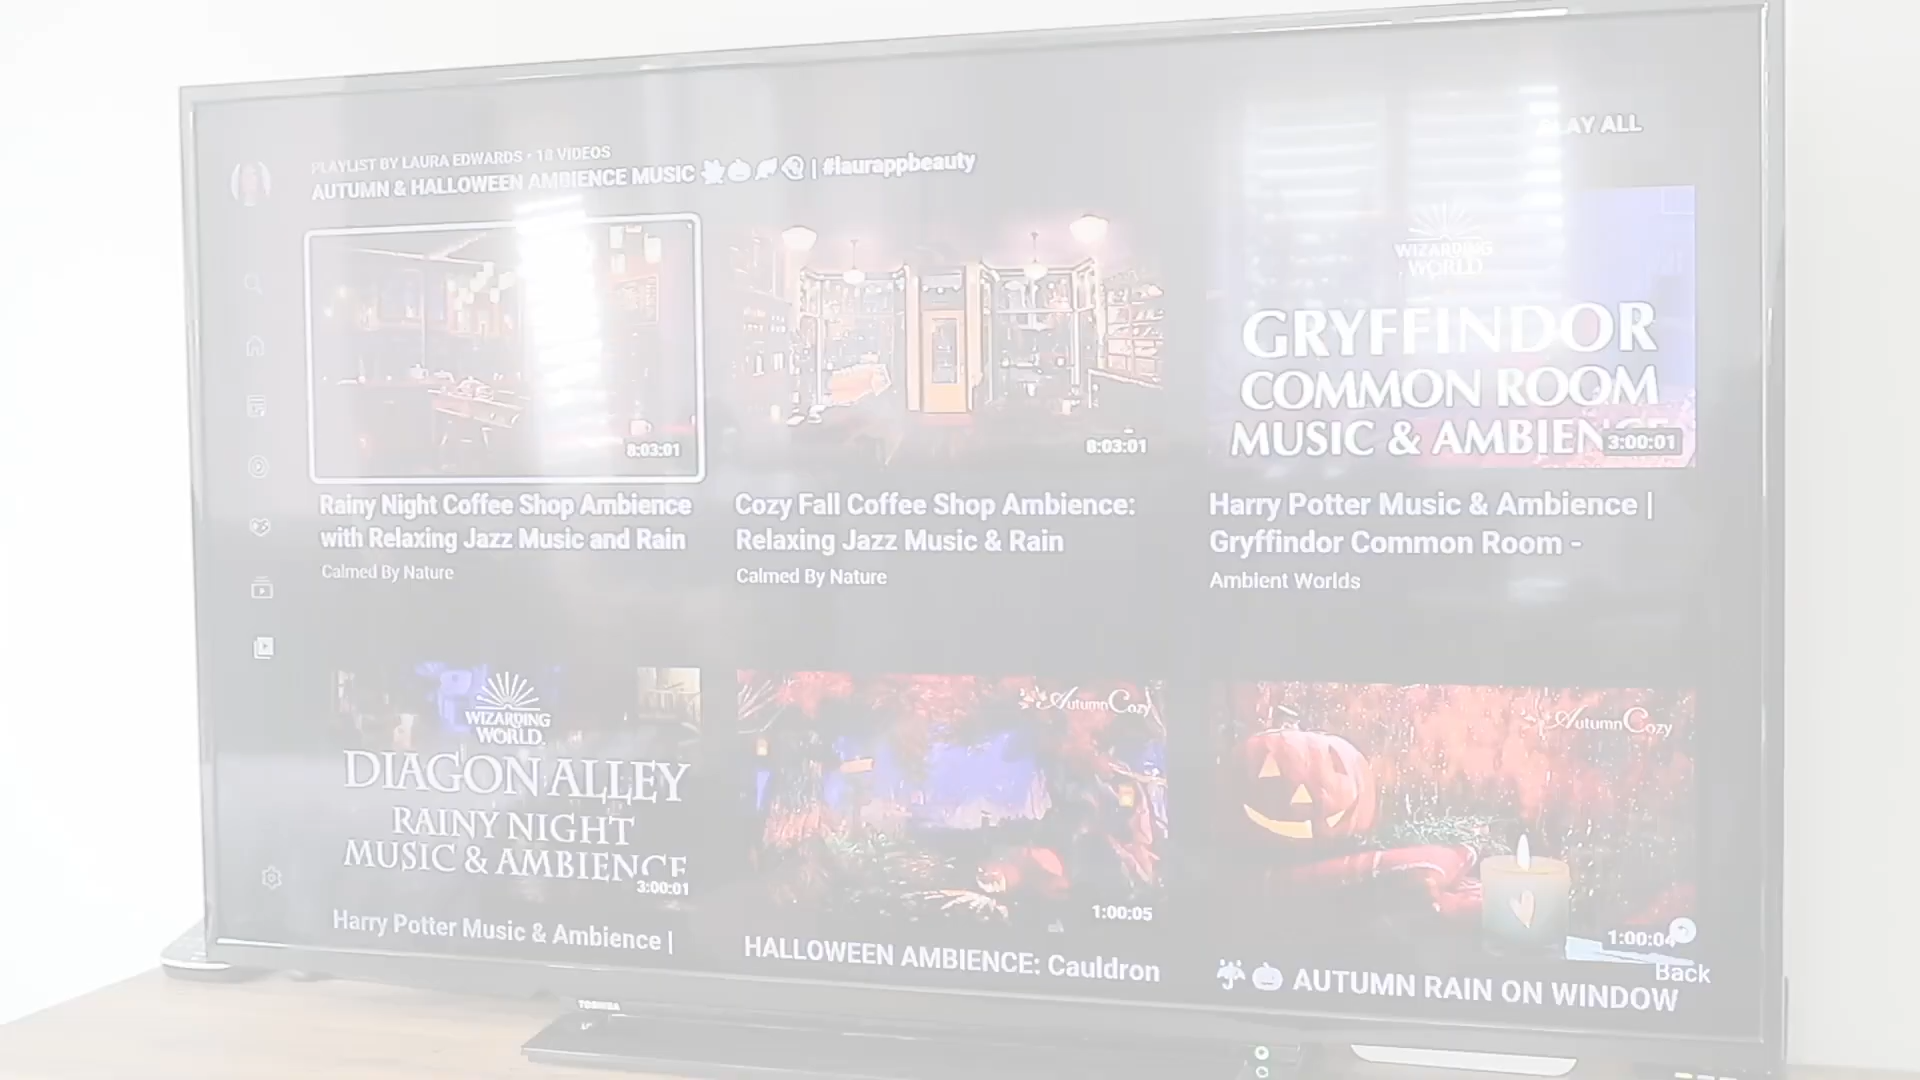 PLAYLIST BY LAURA EDWARDS • 18 VIDEOS
AUTUMN & HALLOWEEN AMBIENCE MUSIC 🍁🎃🍂 | #laurappbeauty
PLAY ALL
WIZARDING
WORLD
GRYFFINDOR
COMMON ROOM
MUSIC & AMBIENCE
8:03:01
8:03:01
3:00:01
Rainy Night Coffee Shop Ambience
with Relaxing Jazz Music and Rain
Calmed By Nature
Cozy Fall Coffee Shop Ambience:
Relaxing Jazz Music & Rain
Calmed By Nature
Harry Potter Music & Ambience |
Gryffindor Common Room -
Ambient Worlds
WIZARDING
WORLD
DIAGON ALLEY
RAINY NIGHT
MUSIC & AMBIENCE
3:00:01
Harry Potter Music & Ambience |
AutumnCozy
1:00:05
HALLOWEEN AMBIENCE: Cauldron
AutumnCozy
1:00:04
☔🎃 AUTUMN RAIN ON WINDOW
Back
TOSHIBA